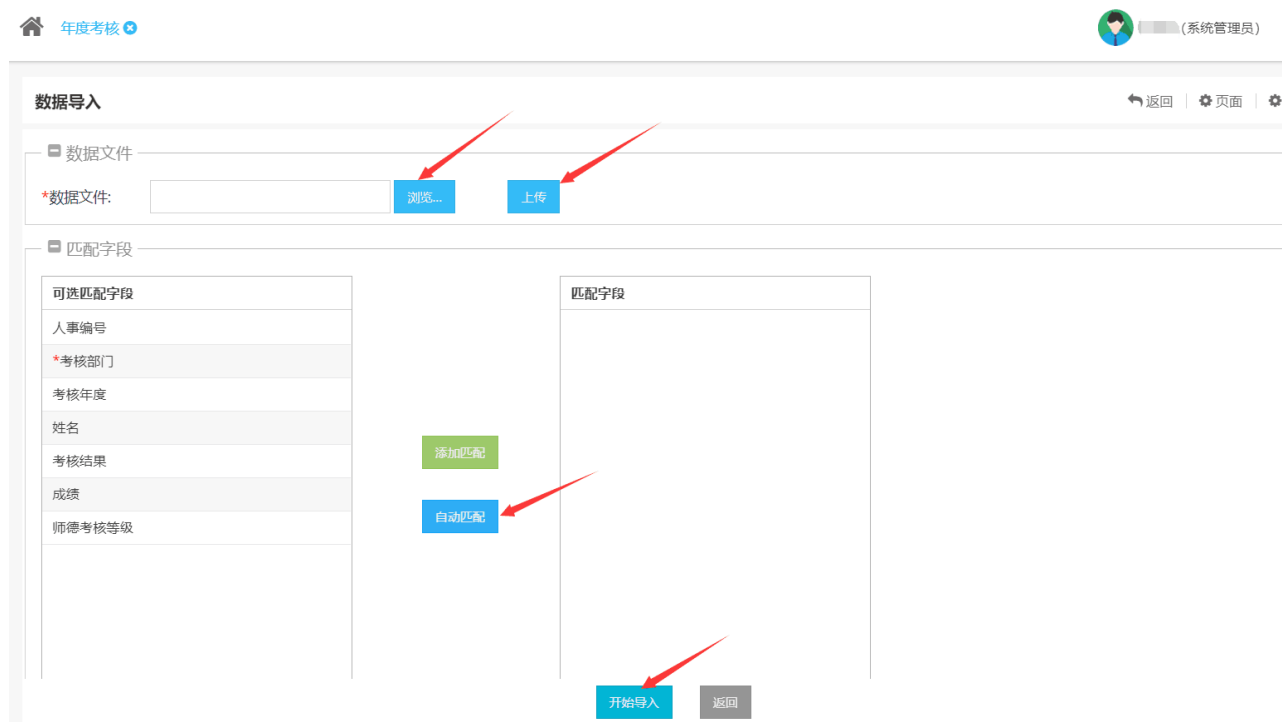 年度考核 (系统管理员)
数据导入 返回 页面
数据文件
*数据文件: 浏览... 上传
匹配字段
可选匹配字段 匹配字段
人事编号
*考核部门
考核年度
姓名
添加匹配
考核结果
成绩
自动匹配
师德考核等级
开始导入 返回